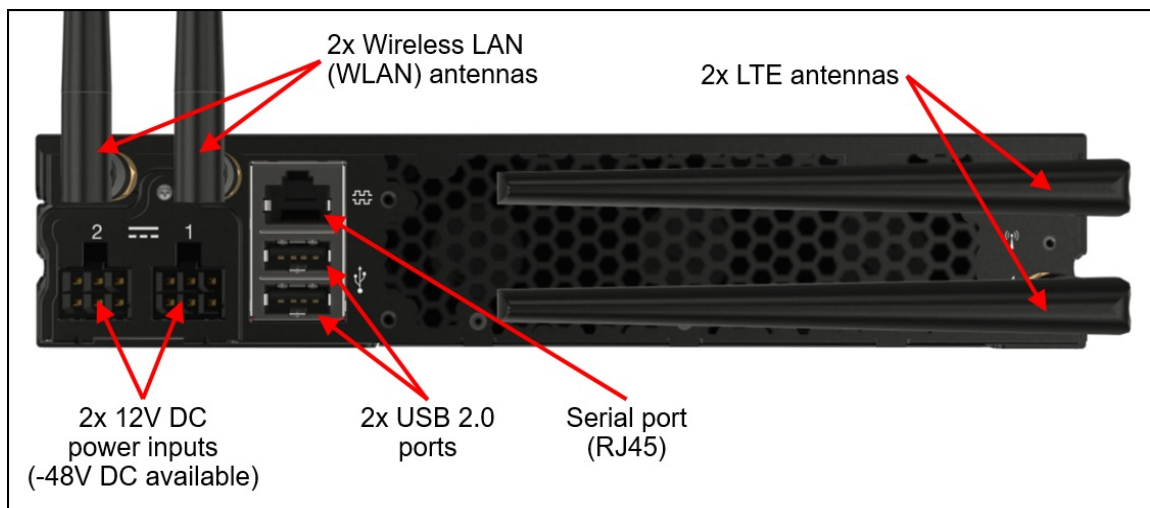 2x Wireless LAN
(WLAN) antennas
2x LTE antennas
2 1
2x 12V DC
power inputs
(-48V DC available)
2x USB 2.0
ports
Serial port
(RJ45)